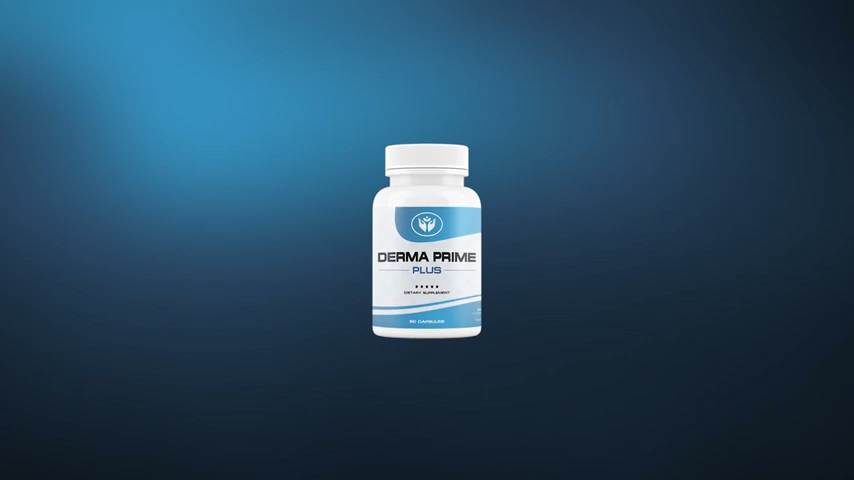 DERMA PRIME
PLUS
DIETARY SUPPLEMENT
60 CAPSULES